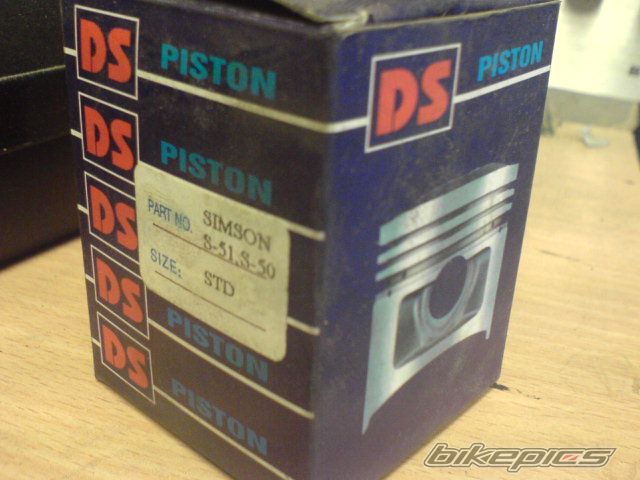 DS PISTON
DS PISTON
DS
DS PISTON
DS PISTON
PART NO. SIMSON
S-51,S-50
SIZE: STD
DS PISTON
bikepics